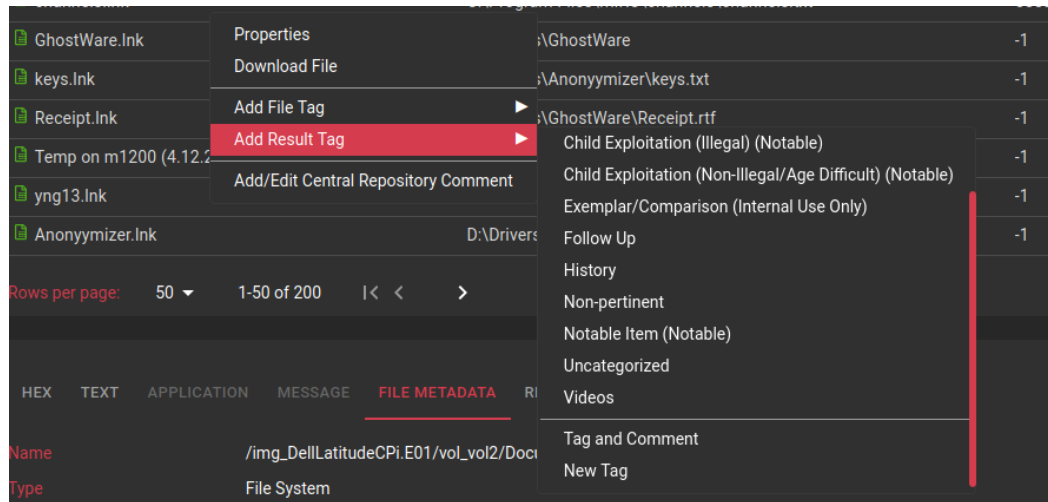 GhostWare.lnk
Properties
s\GhostWare
-1
Download File
keys.lnk
s\Anonyymizer\keys.txt
-1
Add File Tag
Receipt.lnk
s\GhostWare\Receipt.rtf
-1
Add Result Tag
Child Exploitation (Illegal) (Notable)
Temp on m1200 (4.12.2
-1
Child Exploitation (Non-Illegal/Age Difficult) (Notable)
Add/Edit Central Repository Comment
yng13.lnk
-1
Exemplar/Comparison (Internal Use Only)
Anonyymizer.lnk
D:\Drivers
-1
Follow Up
History
Rows per page:
50
1-50 of 200
Non-pertinent
Notable Item (Notable)
Uncategorized
HEX
TEXT
APPLICATION
MESSAGE
FILE METADATA
Videos
Tag and Comment
New Tag
Name
/img_DellLatitudeCPi.E01/vol_vol2/Docu
Type
File System